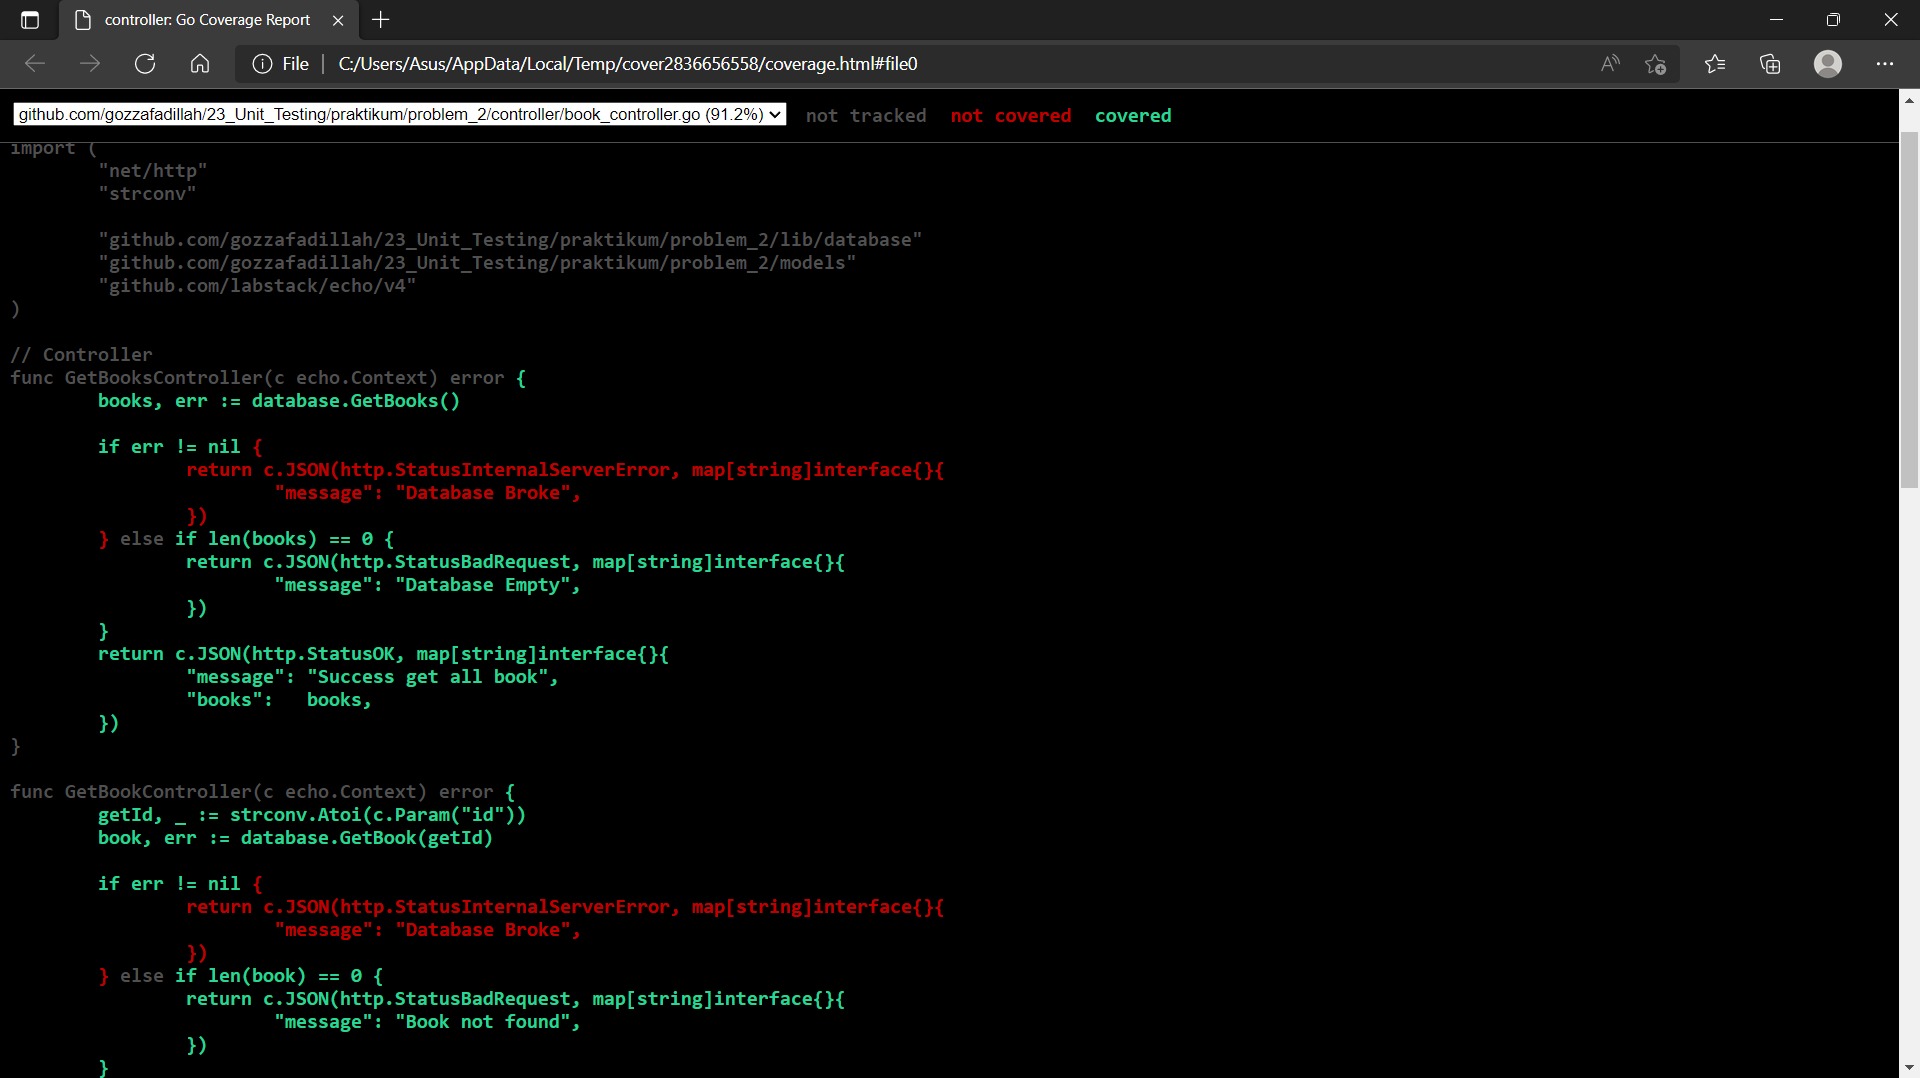 controller: Go Coverage Report
File
C:/Users/Asus/AppData/Local/Temp/cover2836656558/coverage.html#file0
github.com/gozzafadillah/23_Unit_Testing/praktikum/problem_2/controller/book_controller.go (91.2%)
not tracked not covered covered
import (
"net/http"
"strconv"
"github.com/gozzafadillah/23_Unit_Testing/praktikum/problem_2/lib/database"
"github.com/gozzafadillah/23_Unit_Testing/praktikum/problem_2/models"
"github.com/labstack/echo/v4"
)
// Controller
func GetBooksController(c echo.Context) error {
books, err := database.GetBooks()
if err != nil {
return c.JSON(http.StatusInternalServerError, map[string]interface{}{
"message": "Database Broke",
})
} else if len(books) == 0 {
return c.JSON(http.StatusBadRequest, map[string]interface{}{
"message": "Database Empty",
})
}
return c.JSON(http.StatusOK, map[string]interface{}{
"message": "Success get all book",
"books":   books,
})
}
func GetBookController(c echo.Context) error {
getId, _ := strconv.Atoi(c.Param("id"))
book, err := database.GetBook(getId)
if err != nil {
return c.JSON(http.StatusInternalServerError, map[string]interface{}{
"message": "Database Broke",
})
} else if len(book) == 0 {
return c.JSON(http.StatusBadRequest, map[string]interface{}{
"message": "Book not found",
})
}